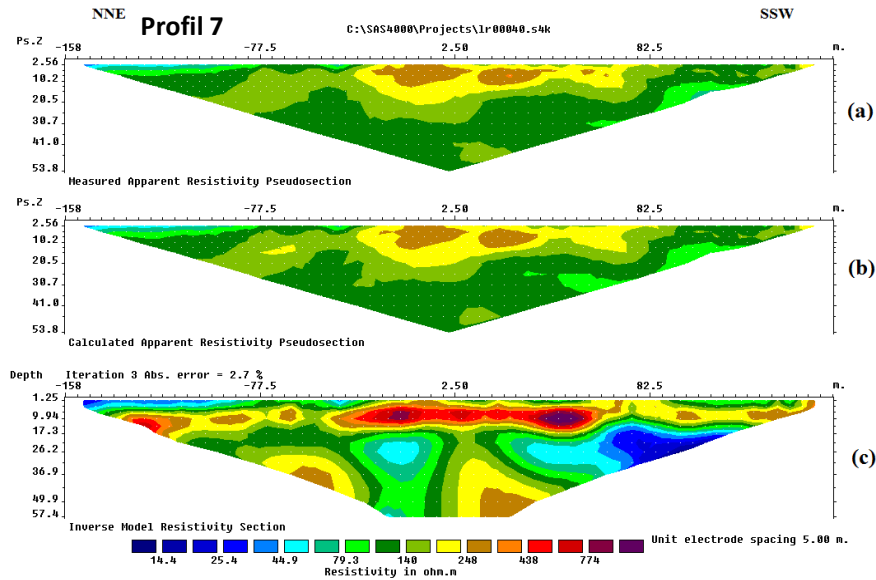 NNE Profil 7 C:\SAS4000\Projects\lr00040.s4k SSW
Ps.Z -158 -77.5 2.50 82.5 m.
2.56
10.2
20.5
30.7
41.0
53.8
(a)
Measured Apparent Resistivity Pseudosection
Ps.Z -158 -77.5 2.50 82.5 m.
2.56
10.2
20.5
30.7
41.0
53.8
(b)
Calculated Apparent Resistivity Pseudosection
Depth Iteration 3 Abs. error = 2.7 %
-158 -77.5 2.50 82.5 m.
1.25
9.94
17.3
26.2
36.9
49.9
57.4
(c)
Inverse Model Resistivity Section
Unit electrode spacing 5.00 m.
14.4 25.4 44.9 79.3 140 248 438 774
Resistivity in ohm.m